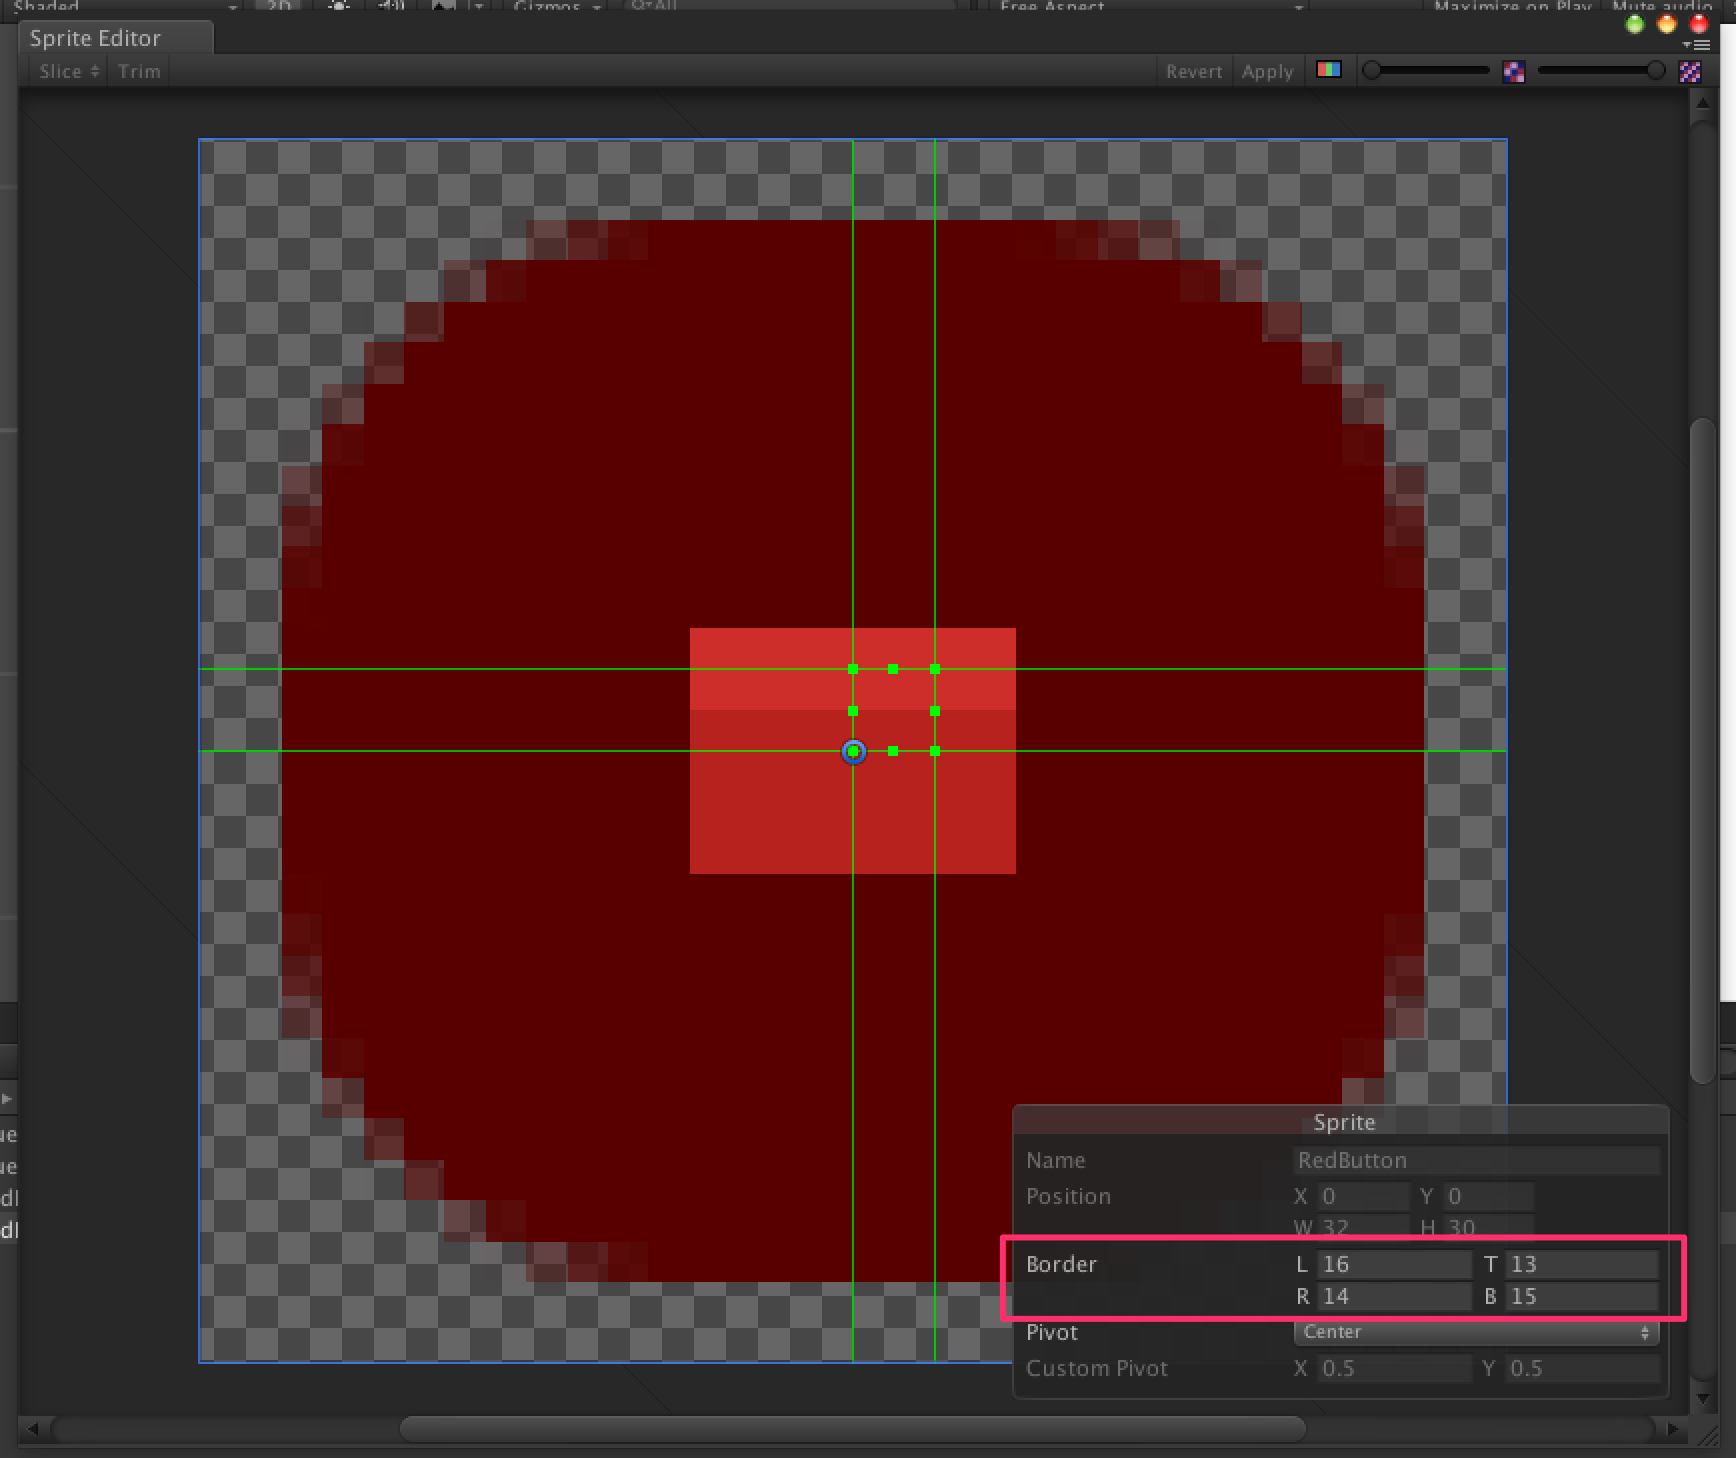 Shaded 2D Gizmos All Free Aspect Maximize on Play Mute audio
Sprite Editor
Slice Trim Revert Apply
Sprite
Name RedButton
Position X 0 Y 0
W 32 H 30
Border L 16 T 13
R 14 B 15
Pivot Center
Custom Pivot X 0.5 Y 0.5